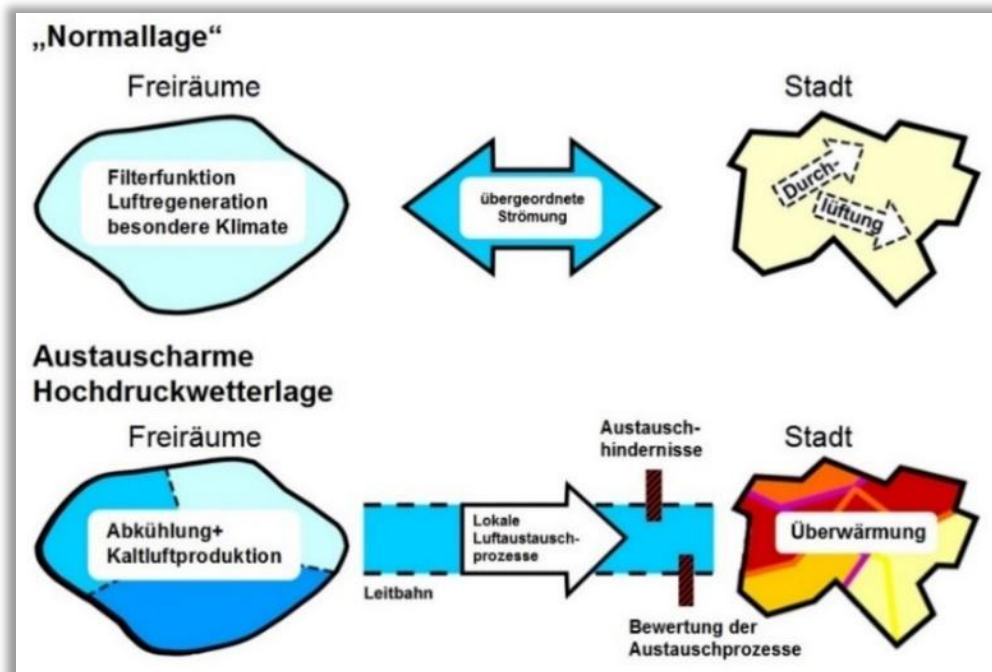 „Normallage“
Freiräume
Stadt
Filterfunktion
Luftregeneration
besondere Klimate
übergeordnete
Strömung
Durch-
lüftung
Austauscharme
Hochdruckwetterlage
Freiräume
Austausch-
hindernisse
Stadt
Abkühlung+
Kaltluftproduktion
Lokale
Luftaustausch-
prozesse
Überwärmung
Leitbahn
Bewertung der
Austauschprozesse